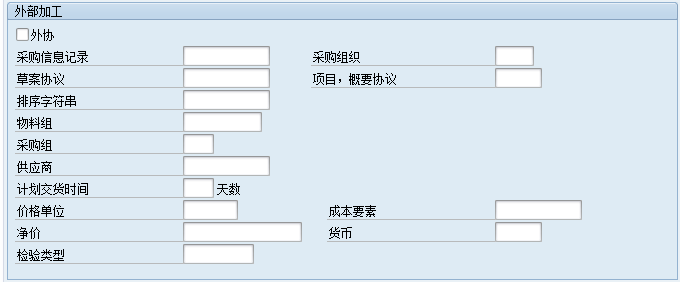 外部加工
外协
采购信息记录 采购组织
草案协议 项目，概要协议
排序字符串
物料组
采购组
供应商
计划交货时间 天数
价格单位 成本要素
净价 货币
检验类型